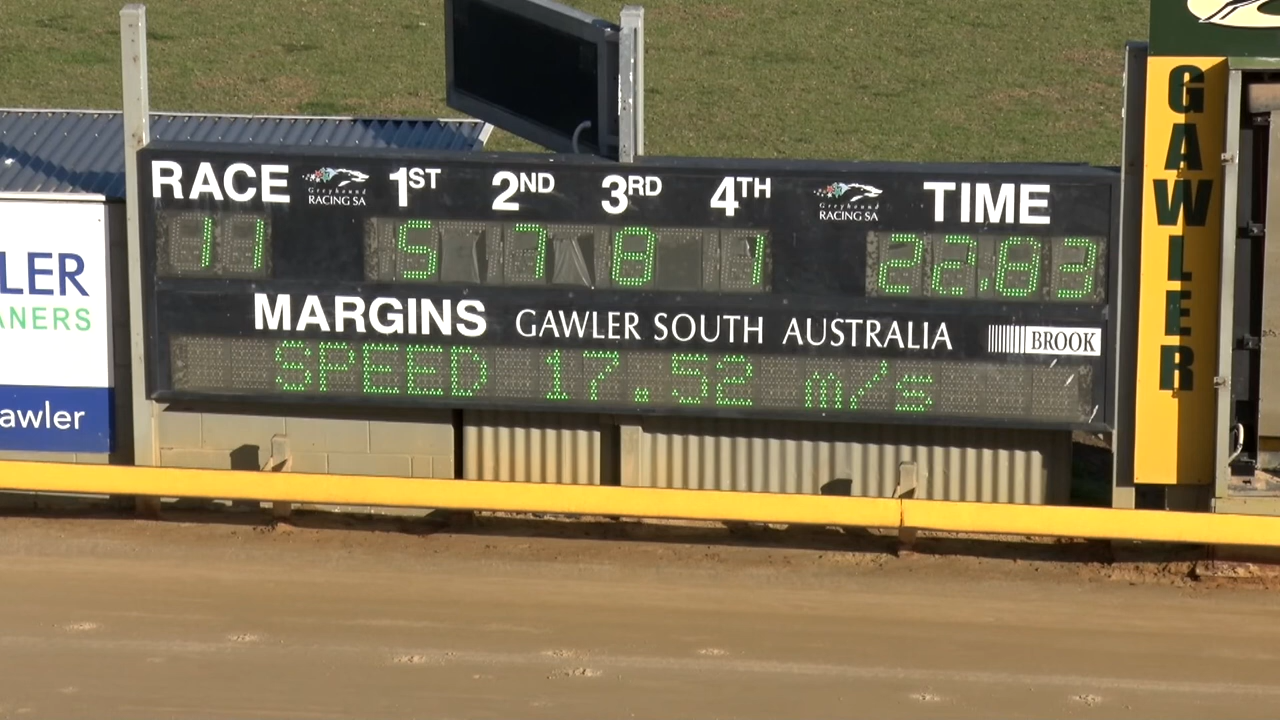 RACE
Greyhound
RACING SA
1ST 2ND 3RD 4TH
Greyhound
RACING SA
TIME
11 5 7 8 1 22.83
MARGINS GAWLER SOUTH AUSTRALIA BROOK
SPEED 17.52 m/s
LER
ANERS
awler
GAWLER